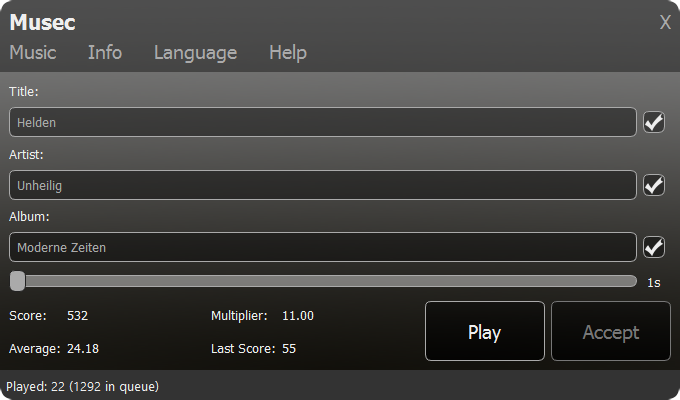 Musec X
Music Info Language Help
Title:
Helden
Artist:
Unheilig
Album:
Moderne Zeiten
1s
Score: 532 Multiplier: 11.00
Average: 24.18 Last Score: 55
Play Accept
Played: 22 (1292 in queue)